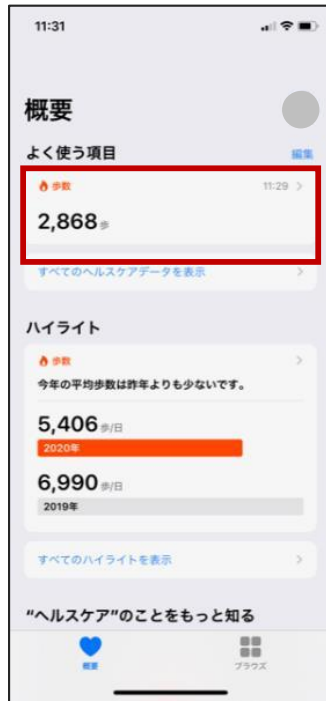 11:31
概要
よく使う項目
編集
歩数
11:29
2,868歩
すべてのヘルスケアデータを表示
ハイライト
歩数
今年の平均歩数は昨年よりも少ないです。
5,406歩/日
2020年
6,990歩/日
2019年
すべてのハイライトを表示
“ヘルスケア”のことをもっと知る
概要
ブラウズ